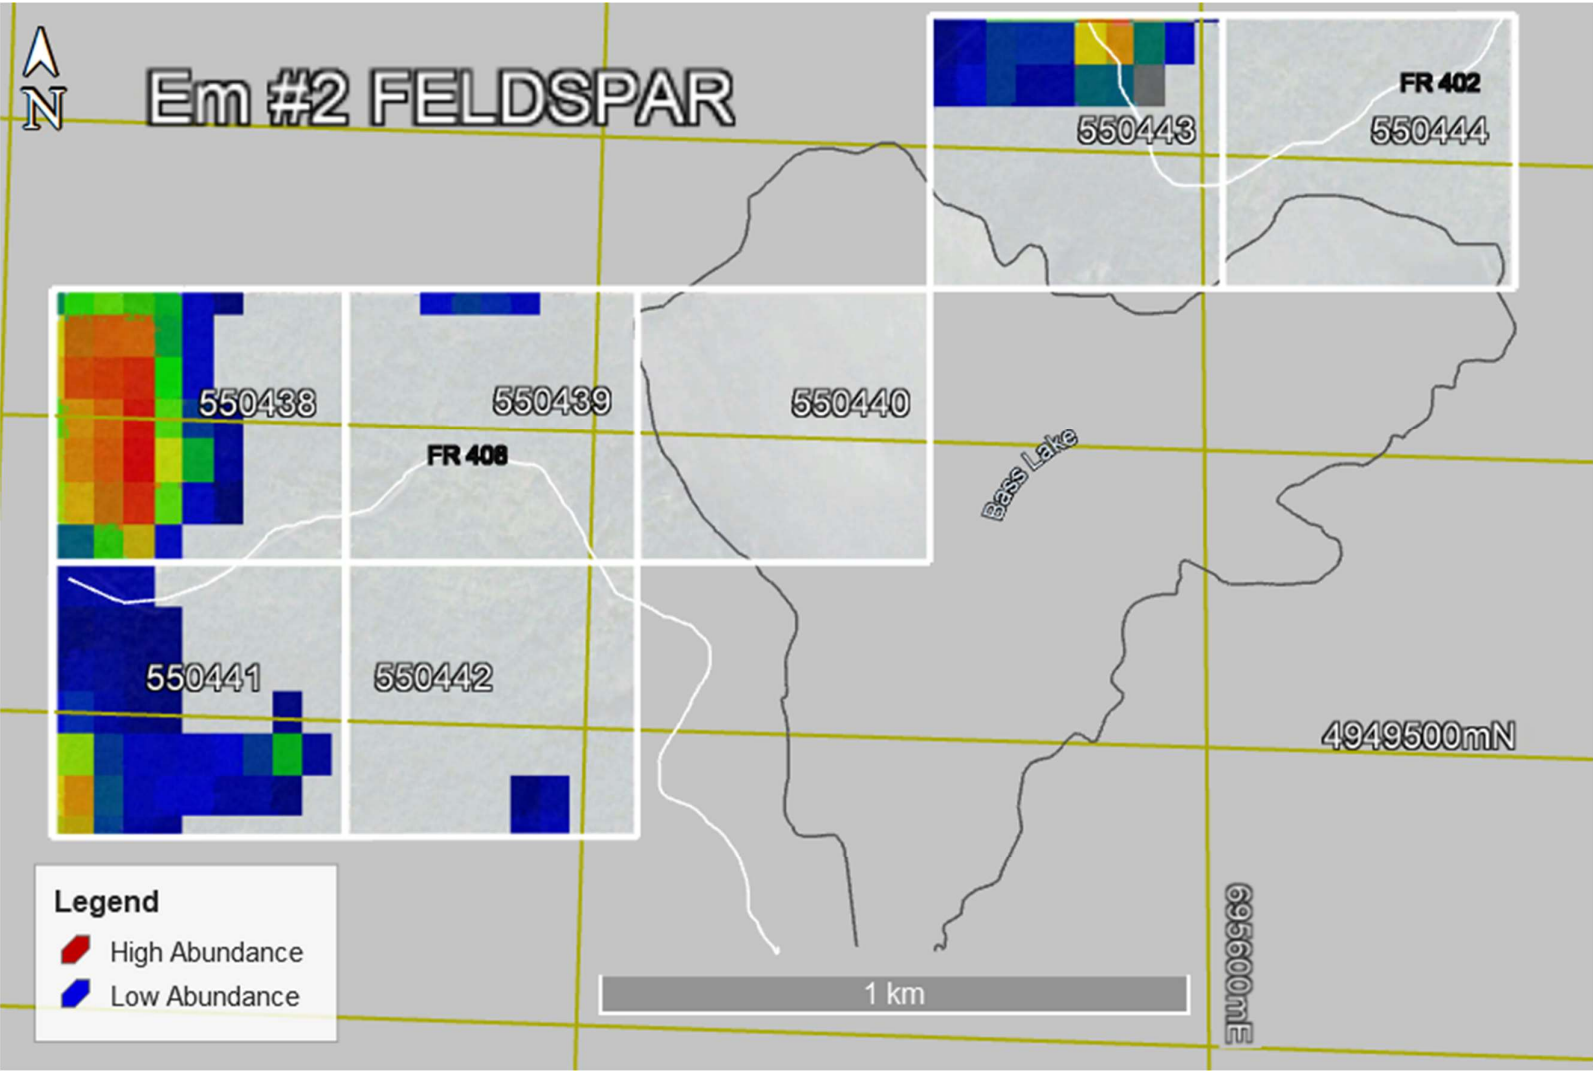 N
Em #2 FELDSPAR
FR 402
550443
550444
550438
550439
550440
FR 408
Bass Lake
550441
550442
4949500mN
695600mE
Legend
High Abundance
Low Abundance
1 km